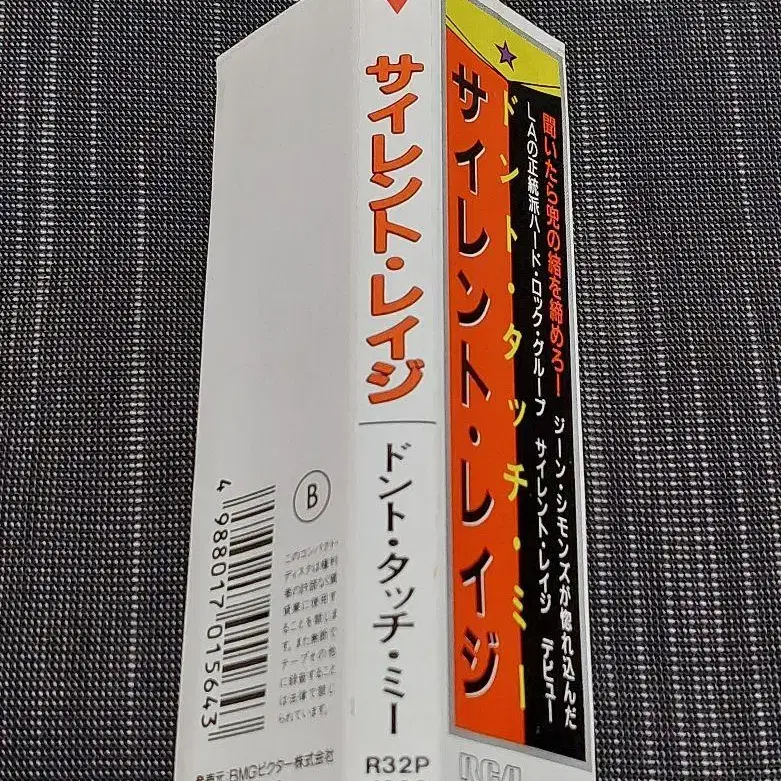 聞いたら兜の緒を締めろー ジーン・シモンズが惚れ込んだ
LAの正統派ハード・ロック・グループ サイレント・レイジ デビュー
ドント・タッチ・ミー
サイレント・レイジ
RCA
サイレント・レイジ
ドント・タッチ・ミー
R32P
B
4 988017 015643
このコンパクト・
ディスクは権利
者の許諾なく賃
貸業に使用す
ることを禁じま
す。また無断で
テープその他
に録音すること
は法律で禁じ
られています。
発売元:BMGビクター株式会社